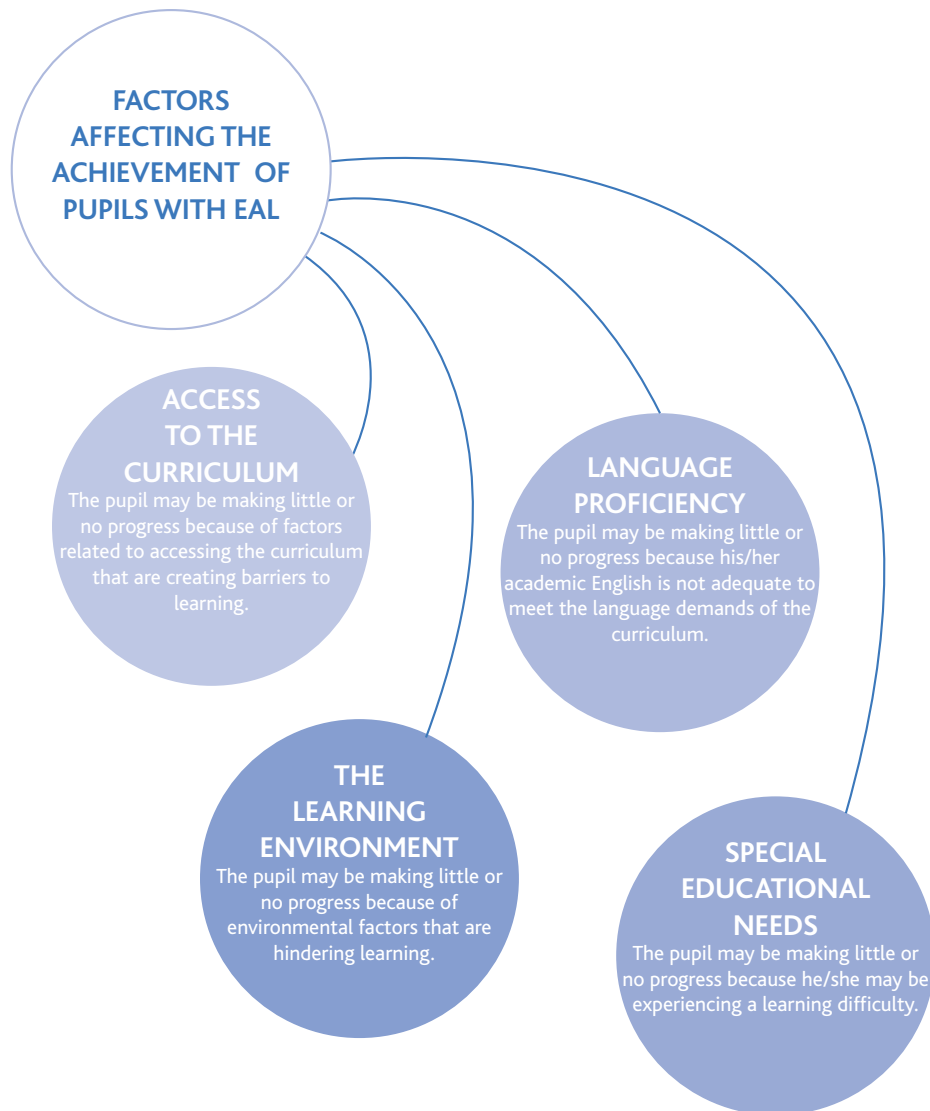 FACTORS
AFFECTING THE
ACHIEVEMENT OF
PUPILS WITH EAL
ACCESS
TO THE
CURRICULUM
The pupil may be making little or
no progress because of factors
related to accessing the curriculum
that are creating barriers to
learning.
LANGUAGE
PROFICIENCY
The pupil may be making little or
no progress because his/her
academic English is not adequate to
meet the language demands of the
curriculum.
THE
LEARNING
ENVIRONMENT
The pupil may be making little or
no progress because of
environmental factors that are
hindering learning.
SPECIAL
EDUCATIONAL
NEEDS
The pupil may be making little or
no progress because he/she may be
experiencing a learning difficulty.